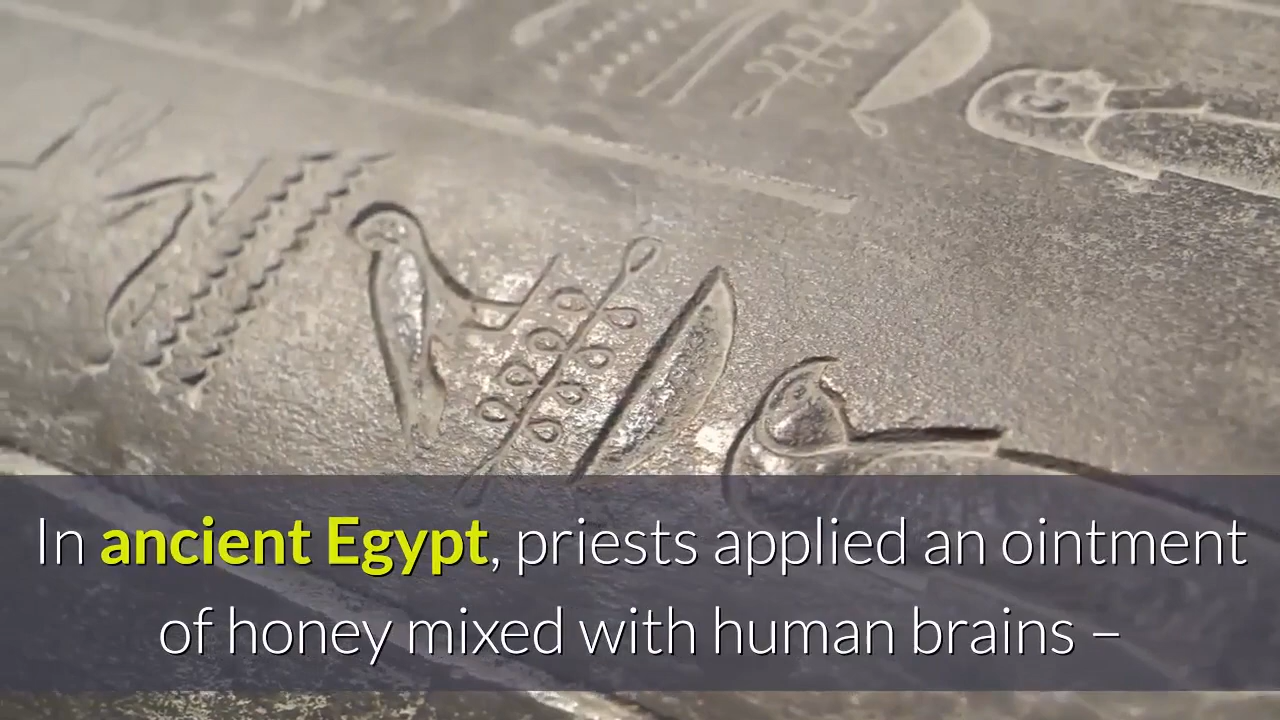 In ancient Egypt, priests applied an ointment
of honey mixed with human brains –